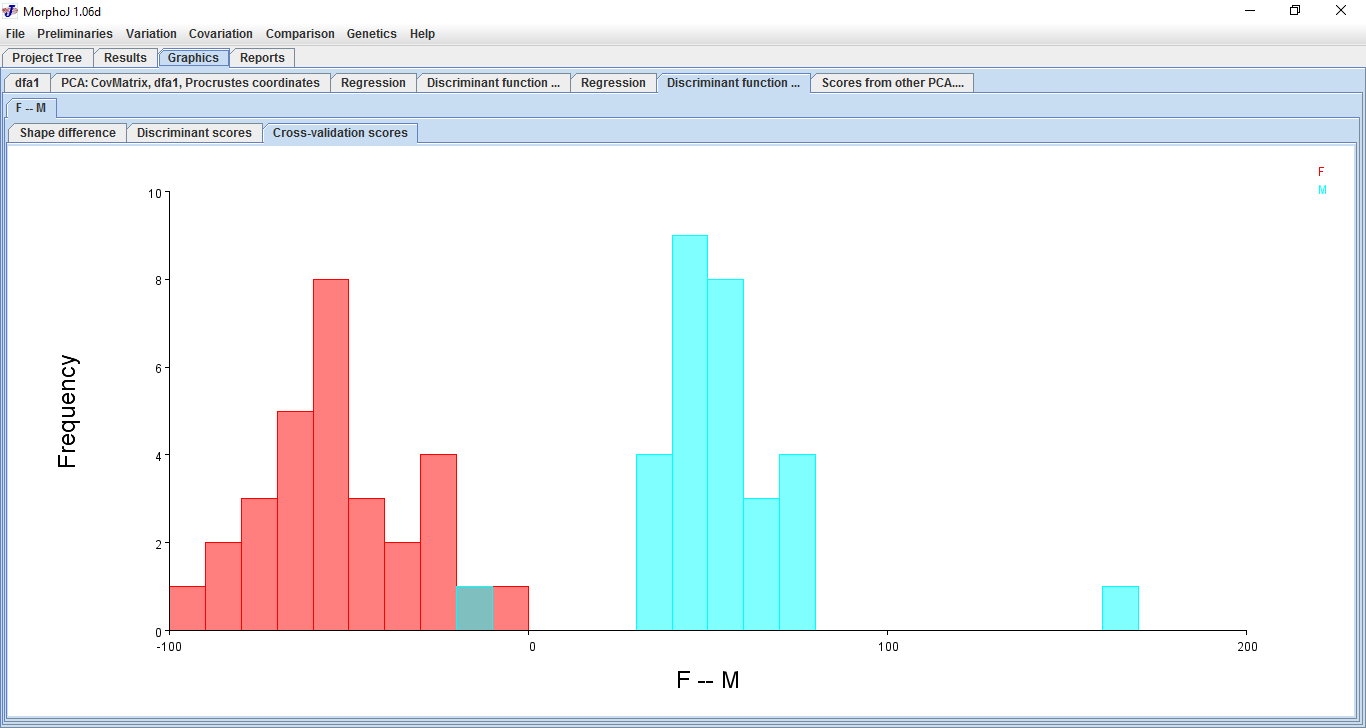 MorphoJ 1.06d
File Preliminaries Variation Covariation Comparison Genetics Help
Project Tree Results Graphics Reports
dfa1 PCA: CovMatrix, dfa1, Procrustes coordinates Regression Discriminant function ... Regression Discriminant function ... Scores from other PCA....
F -- M
Shape difference Discriminant scores Cross-validation scores
F
M
10
8
6
4
2
0
Frequency
-100 0 100 200
F -- M